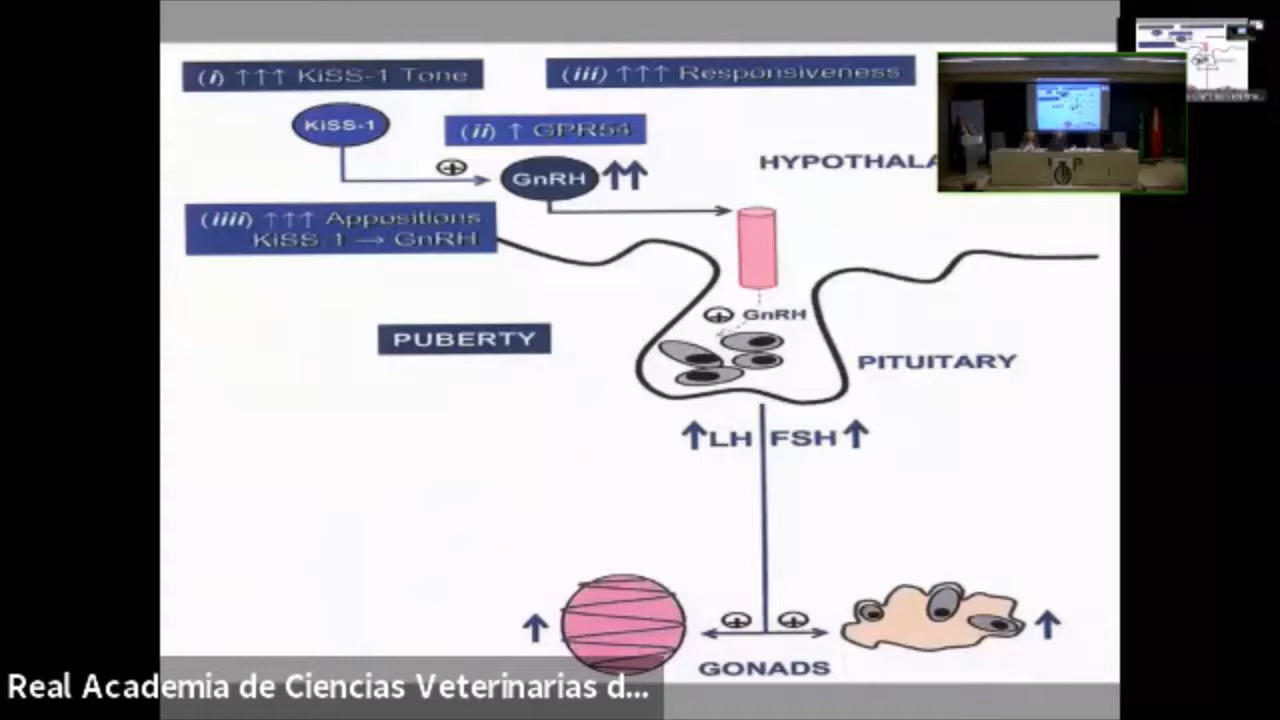 (i) ↑↑↑ KiSS-1 Tone
(iii) ↑↑↑ Responsiveness
KiSS-1
(ii) ↑ GPR54
GnRH
HYPOTHALA
(iiii) ↑↑↑ Appositions
KiSS-1 → GnRH
GnRH
PUBERTY
PITUITARY
↑LH FSH↑
GONADS
Real Academia de Ciencias Veterinarias d...